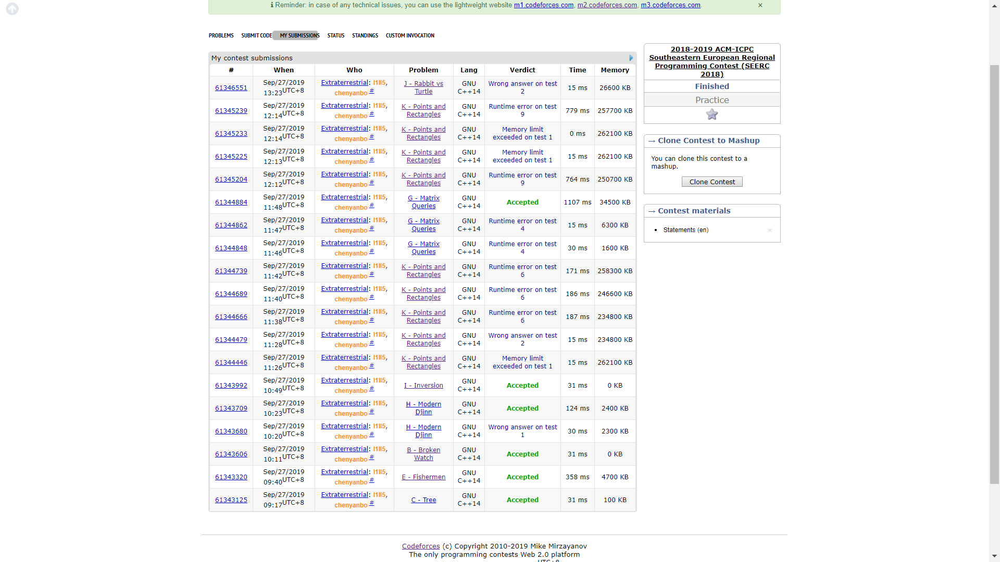 ℹ Reminder: in case of any technical issues, you can use the lightweight website m1.codeforces.com, m2.codeforces.com, m3.codeforces.com. ×
PROBLEMS SUBMIT CODE MY SUBMISSIONS STATUS STANDINGS CUSTOM INVOCATION
My contest submissions
# When Who Problem Lang Verdict Time Memory
61346551 Sep/27/2019 13:23UTC+8 Extraterrestrial: l1ll5, chenyanbo # J - Rabbit vs Turtle GNU C++14 Wrong answer on test 2 15 ms 26600 KB
61345239 Sep/27/2019 12:14UTC+8 Extraterrestrial: l1ll5, chenyanbo # K - Points and Rectangles GNU C++14 Runtime error on test 9 779 ms 257700 KB
61345233 Sep/27/2019 12:14UTC+8 Extraterrestrial: l1ll5, chenyanbo # K - Points and Rectangles GNU C++14 Memory limit exceeded on test 1 0 ms 262100 KB
61345225 Sep/27/2019 12:13UTC+8 Extraterrestrial: l1ll5, chenyanbo # K - Points and Rectangles GNU C++14 Memory limit exceeded on test 1 15 ms 262100 KB
61345204 Sep/27/2019 12:12UTC+8 Extraterrestrial: l1ll5, chenyanbo # K - Points and Rectangles GNU C++14 Runtime error on test 9 764 ms 250700 KB
61344884 Sep/27/2019 11:48UTC+8 Extraterrestrial: l1ll5, chenyanbo # G - Matrix Queries GNU C++14 Accepted 1107 ms 34500 KB
61344862 Sep/27/2019 11:47UTC+8 Extraterrestrial: l1ll5, chenyanbo # G - Matrix Queries GNU C++14 Runtime error on test 4 15 ms 6300 KB
61344848 Sep/27/2019 11:46UTC+8 Extraterrestrial: l1ll5, chenyanbo # G - Matrix Queries GNU C++14 Runtime error on test 4 30 ms 1600 KB
61344739 Sep/27/2019 11:42UTC+8 Extraterrestrial: l1ll5, chenyanbo # K - Points and Rectangles GNU C++14 Runtime error on test 6 171 ms 258300 KB
61344689 Sep/27/2019 11:40UTC+8 Extraterrestrial: l1ll5, chenyanbo # K - Points and Rectangles GNU C++14 Runtime error on test 6 186 ms 246600 KB
61344666 Sep/27/2019 11:38UTC+8 Extraterrestrial: l1ll5, chenyanbo # K - Points and Rectangles GNU C++14 Runtime error on test 6 187 ms 234800 KB
61344479 Sep/27/2019 11:28UTC+8 Extraterrestrial: l1ll5, chenyanbo # K - Points and Rectangles GNU C++14 Wrong answer on test 2 15 ms 234800 KB
61344446 Sep/27/2019 11:26UTC+8 Extraterrestrial: l1ll5, chenyanbo # K - Points and Rectangles GNU C++14 Memory limit exceeded on test 1 15 ms 262100 KB
61343992 Sep/27/2019 10:49UTC+8 Extraterrestrial: l1ll5, chenyanbo # I - Inversion GNU C++14 Accepted 31 ms 0 KB
61343709 Sep/27/2019 10:23UTC+8 Extraterrestrial: l1ll5, chenyanbo # H - Modern Djinn GNU C++14 Accepted 124 ms 2400 KB
61343680 Sep/27/2019 10:20UTC+8 Extraterrestrial: l1ll5, chenyanbo # H - Modern Djinn GNU C++14 Wrong answer on test 1 30 ms 2300 KB
61343606 Sep/27/2019 10:11UTC+8 Extraterrestrial: l1ll5, chenyanbo # B - Broken Watch GNU C++14 Accepted 31 ms 0 KB
61343320 Sep/27/2019 09:40UTC+8 Extraterrestrial: l1ll5, chenyanbo # E - Fishermen GNU C++14 Accepted 358 ms 4700 KB
61343125 Sep/27/2019 09:17UTC+8 Extraterrestrial: l1ll5, chenyanbo # C - Tree GNU C++14 Accepted 31 ms 100 KB
2018-2019 ACM-ICPC
Southeastern European Regional
Programming Contest (SEERC
2018)
Finished
Practice
→ Clone Contest to Mashup
You can clone this contest to a
mashup.
Clone Contest
→ Contest materials
• Statements (en) ×
Codeforces (c) Copyright 2010-2019 Mike Mirzayanov
The only programming contests Web 2.0 platform
UTC+8